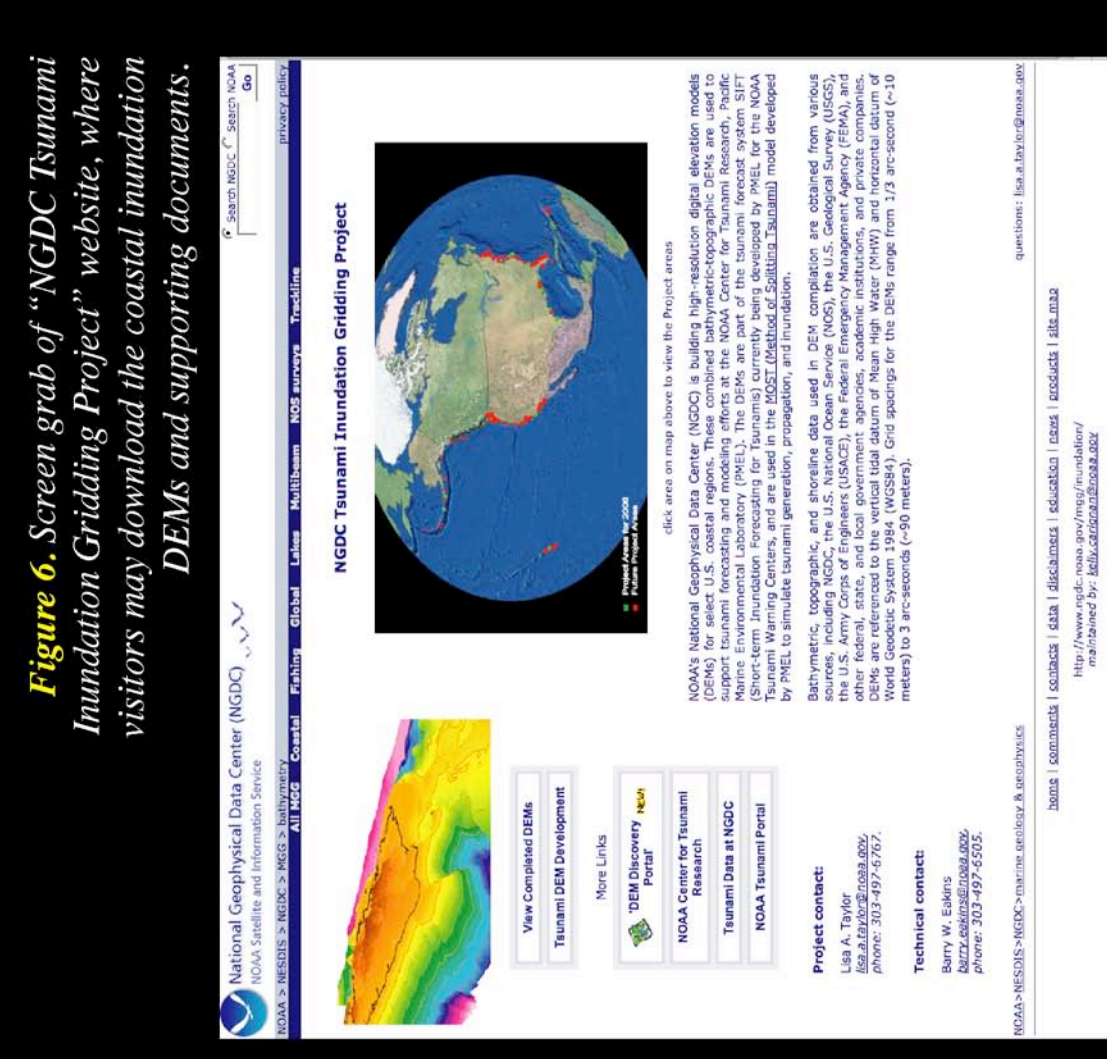 Figure 6. Screen grab of “NGDC Tsunami
Inundation Gridding Project” website, where
visitors may download the coastal inundation
DEMs and supporting documents.
National Geophysical Data Center (NGDC)
NOAA Satellite and Information Service
Search NGDC Search NOAA
Go
NOAA > NESDIS > NGDC > MGG > bathymetry
privacy policy
All MGG Coastal Fishing Global Lakes Multibeam NOS surveys Trackline
View Completed DEMs
Tsunami DEM Development
More Links
'DEM Discovery
Portal' NEW!
NOAA Center for Tsunami
Research
Tsunami Data at NGDC
NOAA Tsunami Portal
Project contact:
Lisa A. Taylor
lisa.a.taylor@noaa.gov,
phone: 303-497-6767.
Technical contact:
Barry W. Eakins
barry.eakins@noaa.gov,
phone: 303-497-6505.
NGDC Tsunami Inundation Gridding Project
Project Areas for
Future Project Areas
click area on map above to view the Project areas
NOAA's National Geophysical Data Center (NGDC) is building high-resolution digital elevation models
(DEMs) for select U.S. coastal regions. These combined bathymetric-topographic DEMs are used to
support tsunami forecasting and modeling efforts at the NOAA Center for Tsunami Research, Pacific
Marine Environmental Laboratory (PMEL). The DEMs are part of the tsunami forecast system SIFT
(Short-term Inundation Forecasting for Tsunamis) currently being developed by PMEL for the NOAA
Tsunami Warning Centers, and are used in the MOST (Method of Splitting Tsunami) model developed
by PMEL to simulate tsunami generation, propagation, and inundation.
Bathymetric, topographic, and shoreline data used in DEM compilation are obtained from various
sources, including NGDC, the U.S. National Ocean Service (NOS), the U.S. Geological Survey (USGS),
the U.S. Army Corps of Engineers (USACE), the Federal Emergency Management Agency (FEMA), and
other federal, state, and local government agencies, academic institutions, and private companies.
DEMs are referenced to the vertical tidal datum of Mean High Water (MHW) and horizontal datum of
World Geodetic System 1984 (WGS84). Grid spacings for the DEMs range from 1/3 arc-second (~10
meters) to 3 arc-seconds (~90 meters).
NOAA>NESDIS>NGDC>marine geology & geophysics
questions: lisa.a.taylor@noaa.gov
home | comments | contacts | data | disclaimers | education | news | products | site map
http://www.ngdc.noaa.gov/mgg/inundation/
maintained by: kelly.carignan@noaa.gov